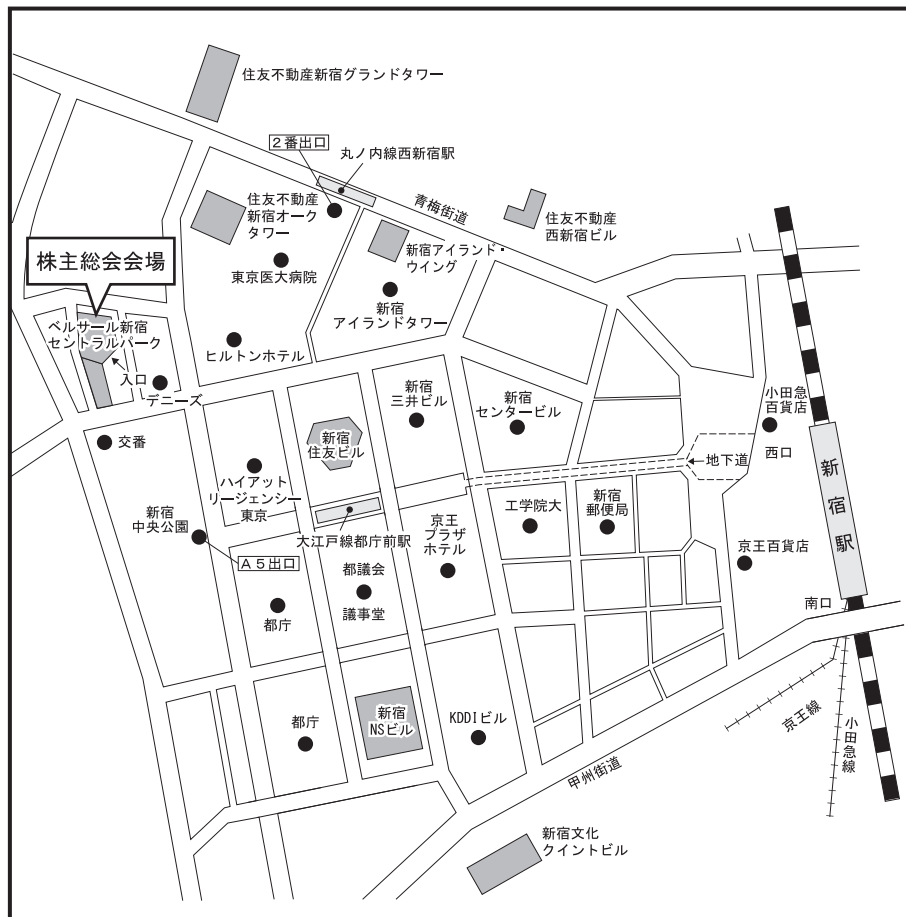 住友不動産新宿グランドタワー
2番出口
丸ノ内線西新宿駅
青梅街道
住友不動産
新宿オーク
タワー
住友不動産
西新宿ビル
新宿アイランド・
ウイング
東京医大病院
株主総会会場
新宿
アイランドタワー
ベルサール新宿
セントラルパーク
入口
デニーズ
ヒルトンホテル
新宿
三井ビル
新宿
センタービル
小田急
百貨店
交番
新宿
住友ビル
西口
地下道
新宿駅
ハイアット
リージェンシー
東京
新宿
中央公園
工学院大
新宿
郵便局
京王
プラザ
ホテル
大江戸線都庁前駅
京王百貨店
A5出口
都議会
議事堂
都庁
南口
都庁
新宿
NSビル
KDDIビル
京王線
小田急線
甲州街道
新宿文化
クイントビル